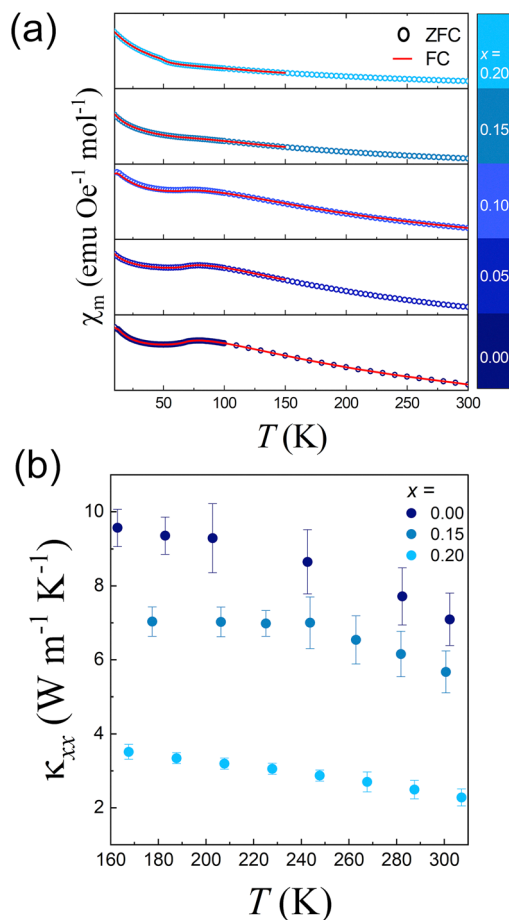 (a)
ZFC
FC
x =
0.20
0.15
0.10
0.05
0.00
χm (emu Oe⁻¹ mol⁻¹)
50 100 150 200 250 300
T (K)
(b)
x =
0.00
0.15
0.20
10
8
6
4
2
κxx (W m⁻¹ K⁻¹)
160 180 200 220 240 260 280 300
T (K)